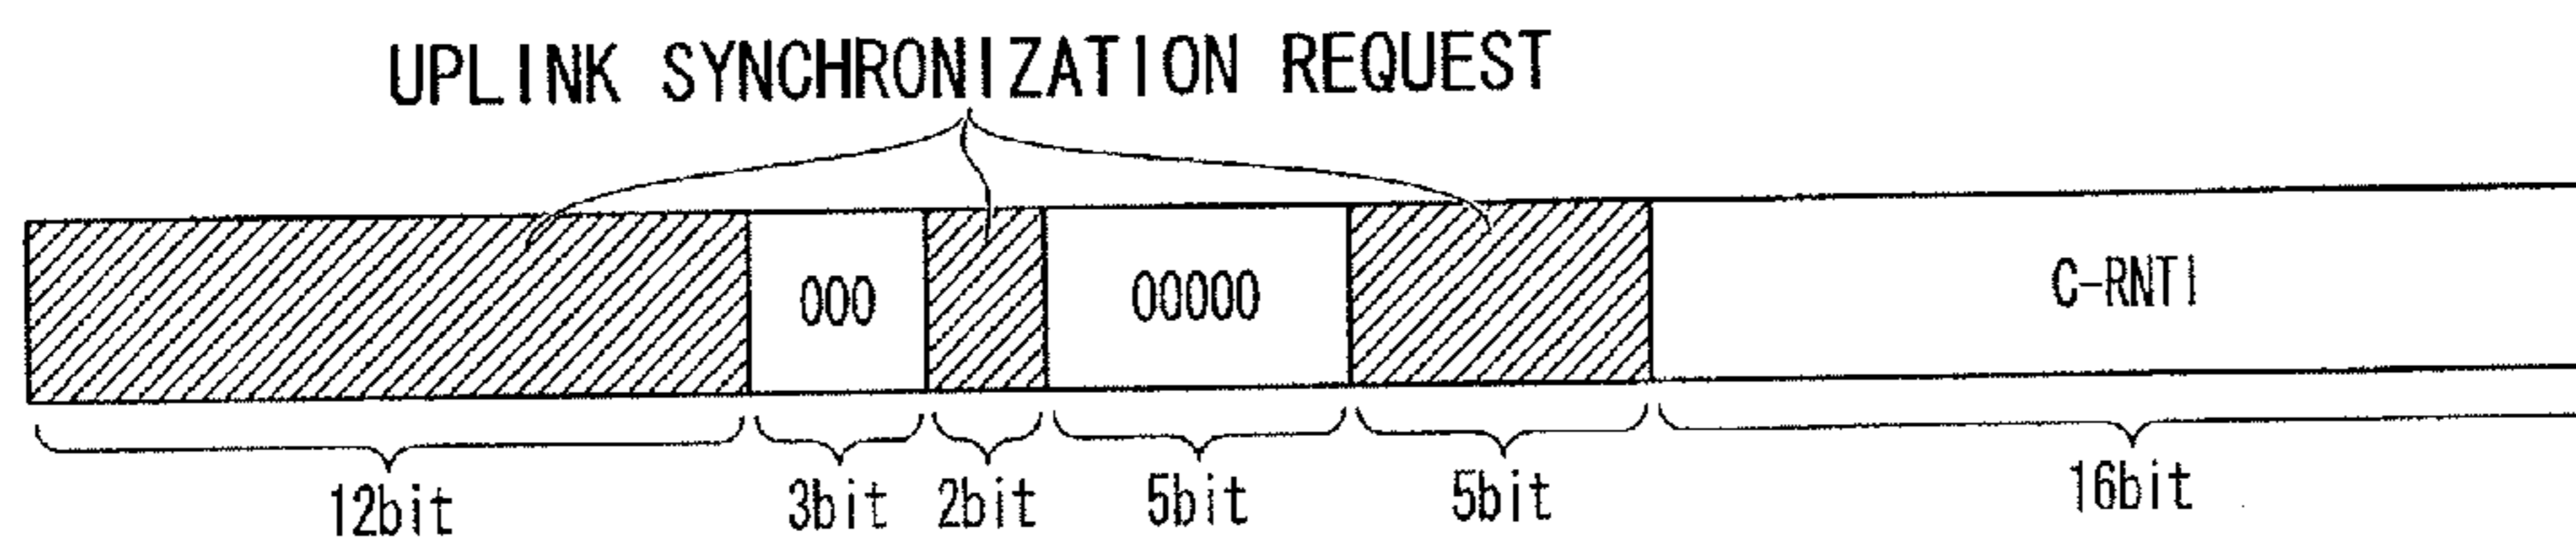 UPLINK SYNCHRONIZATION REQUEST
000 00000 C-RNTI
12bit 3bit 2bit 5bit 5bit 16bit